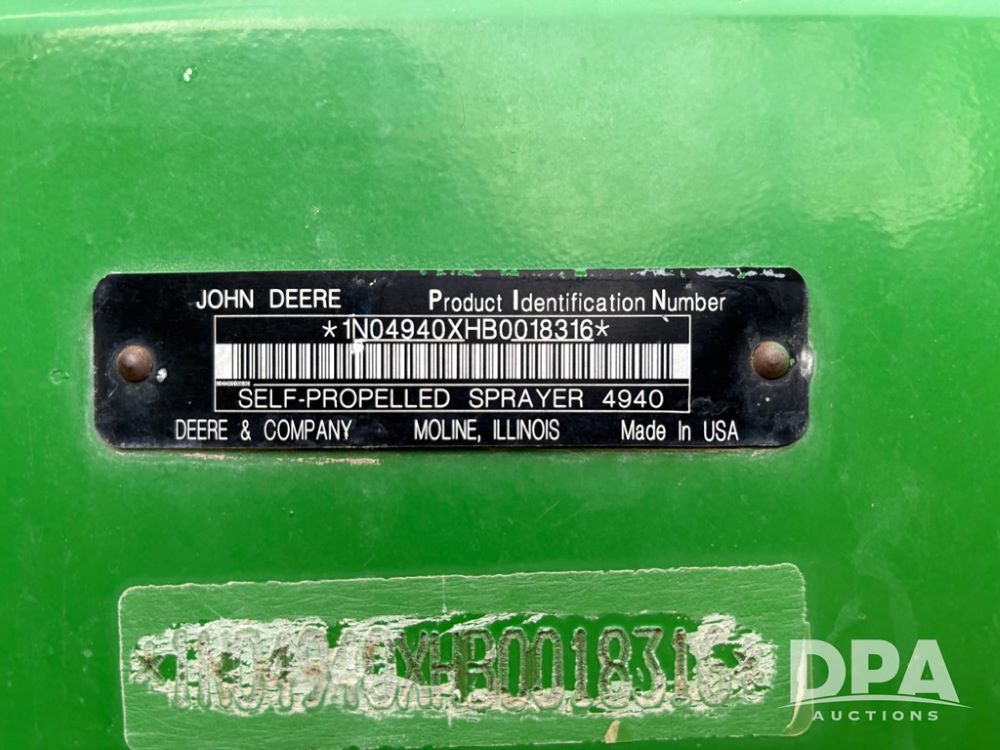 JOHN DEERE Product Identification Number
*1N04940XHB0018316*
SELF-PROPELLED SPRAYER 4940
DEERE & COMPANY MOLINE, ILLINOIS Made In USA
*1N04940XHB0018316*
DPA
AUCTIONS